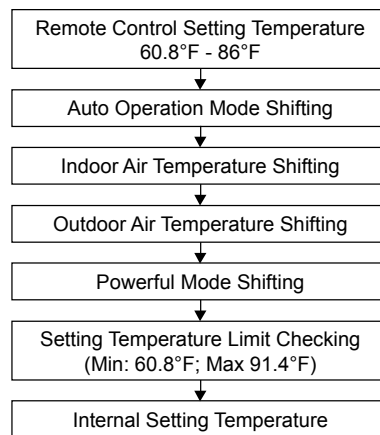 Remote Control Setting Temperature
60.8°F - 86°F
Auto Operation Mode Shifting
Indoor Air Temperature Shifting
Outdoor Air Temperature Shifting
Powerful Mode Shifting
Setting Temperature Limit Checking
(Min: 60.8°F; Max 91.4°F)
Internal Setting Temperature